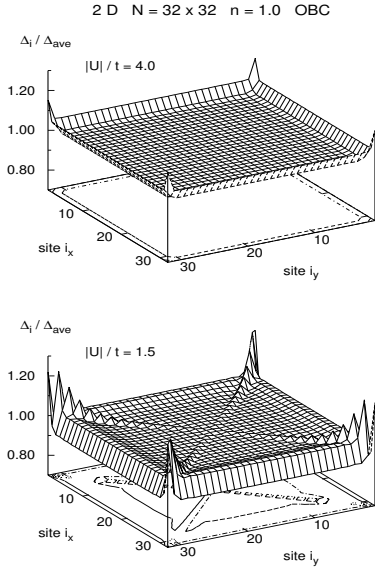 2 D N = 32 x 32 n = 1.0 OBC
Δi / Δave
|U| / t = 4.0
1.20
1.00
0.80
10
20
30
site ix
30
20
10
site iy
Δi / Δave
|U| / t = 1.5
1.20
1.00
0.80
10
20
30
site ix
30
20
10
site iy